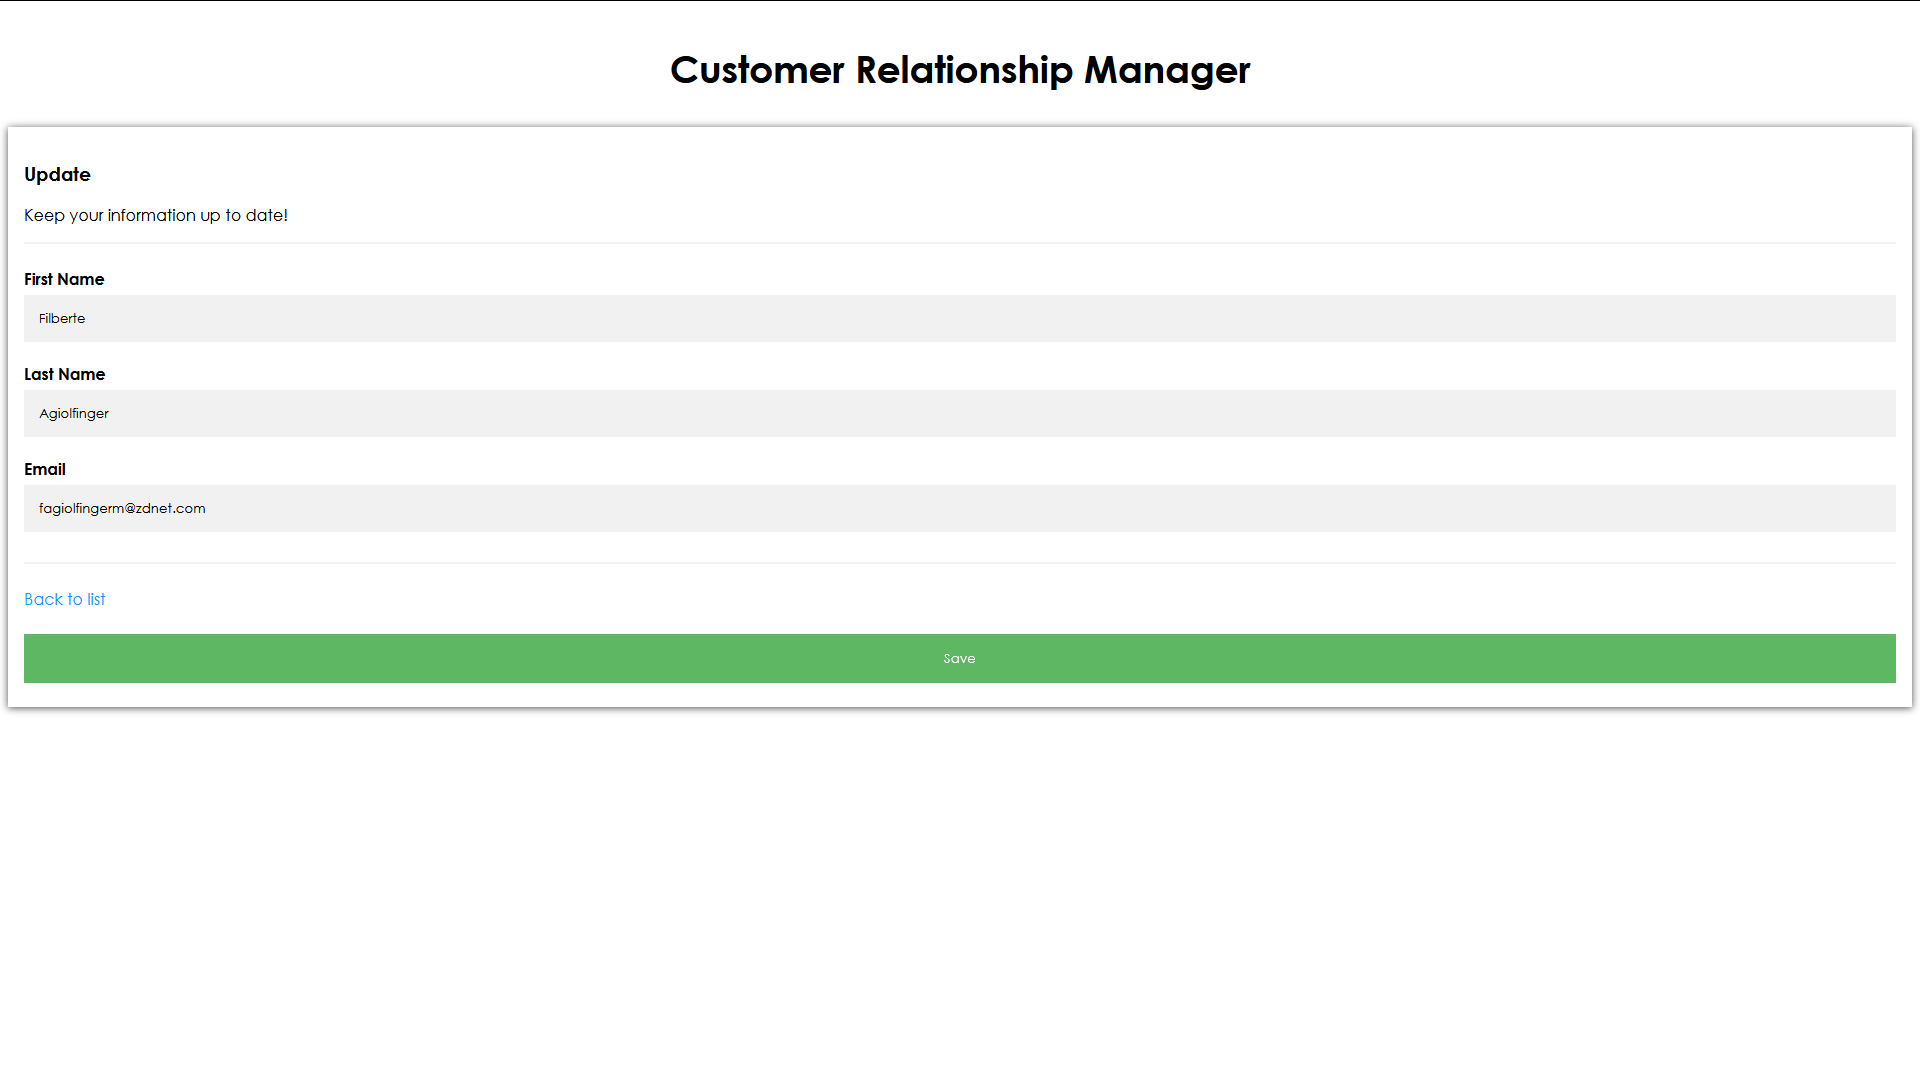 Customer Relationship Manager
Update
Keep your information up to date!
First Name
Filberte
Last Name
Agiolfinger
Email
fagiolfingerm@zdnet.com
Back to list
Save